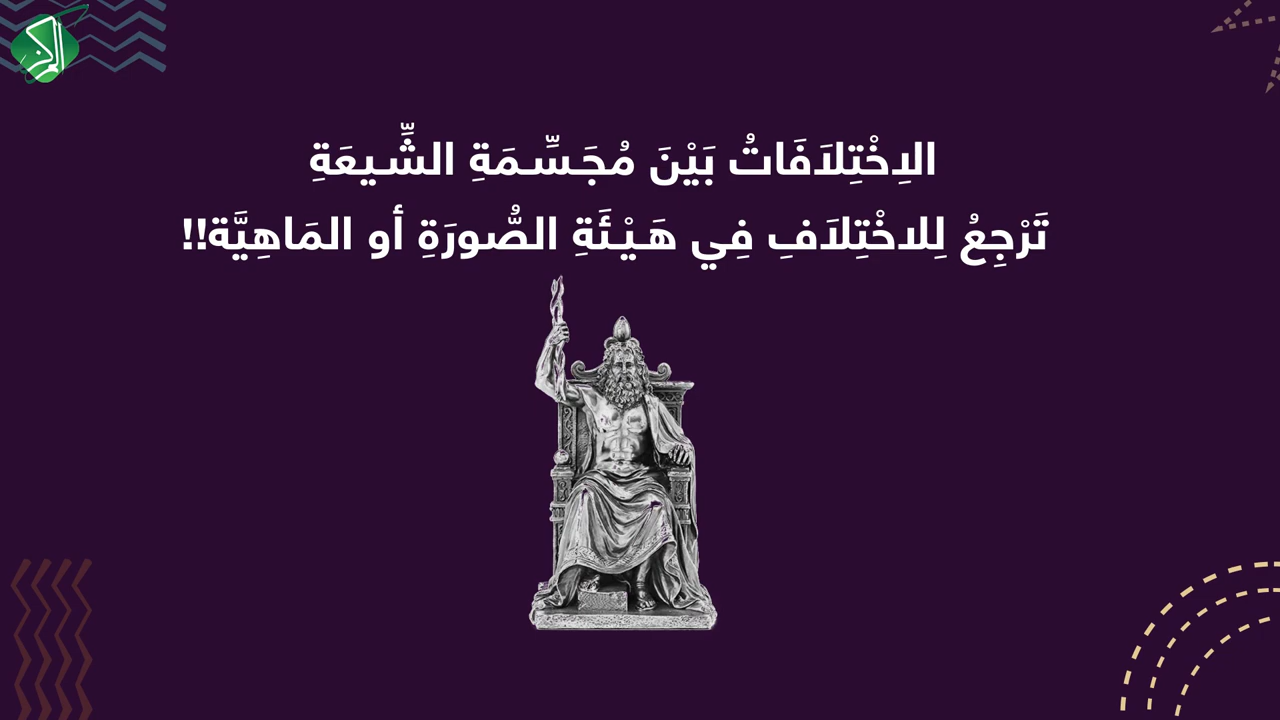 الاِخْتِلاَفَاتُ بَيْنَ مُجَسِّمَةِ الشِّيعَةِ
تَرْجِعُ لِلاخْتِلاَفِ فِي هَيْئَةِ الصُّورَةِ أو المَاهِيَّة!!